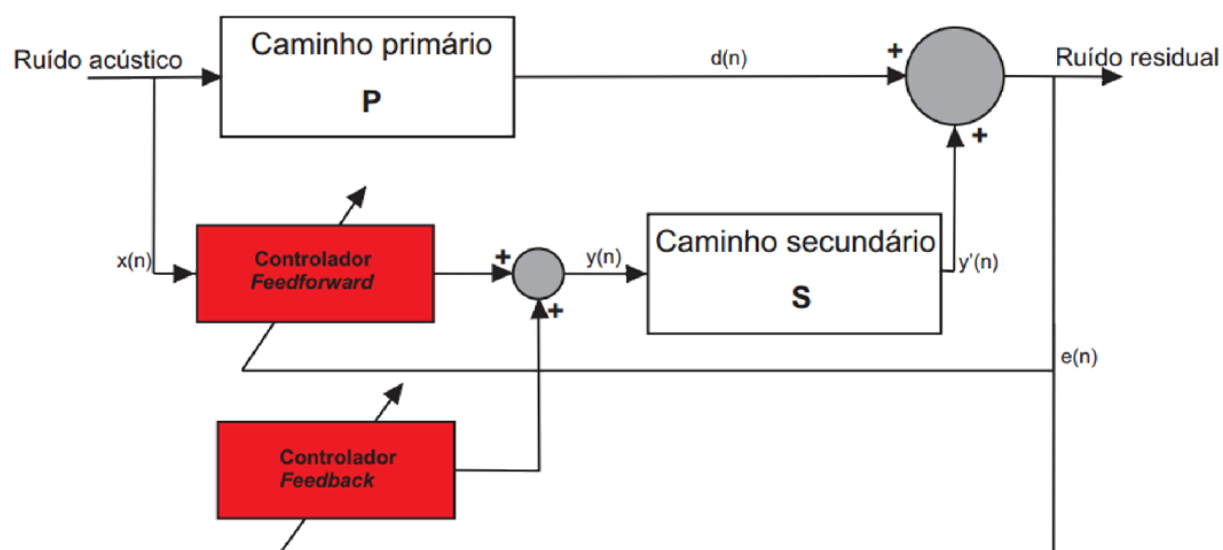 Caminho primário
P
Ruído acústico
d(n)
+
Ruído residual
+
x(n)
Controlador
Feedforward
+
y(n)
+
Caminho secundário
S
y'(n)
e(n)
Controlador
Feedback